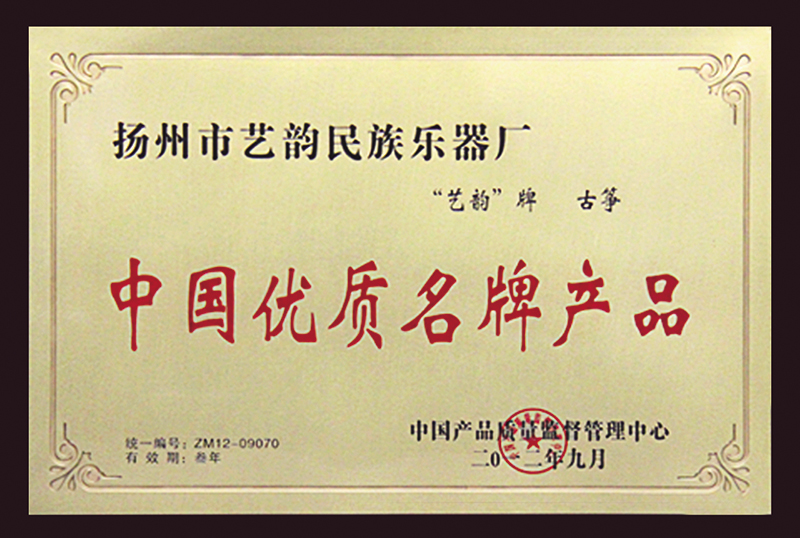 扬州市艺韵民族乐器厂
“艺韵”牌 古筝
中国优质名牌产品
统一编号: ZM12-09070
有效期: 叁年
中国产品质量监督管理中心
二0一二年九月